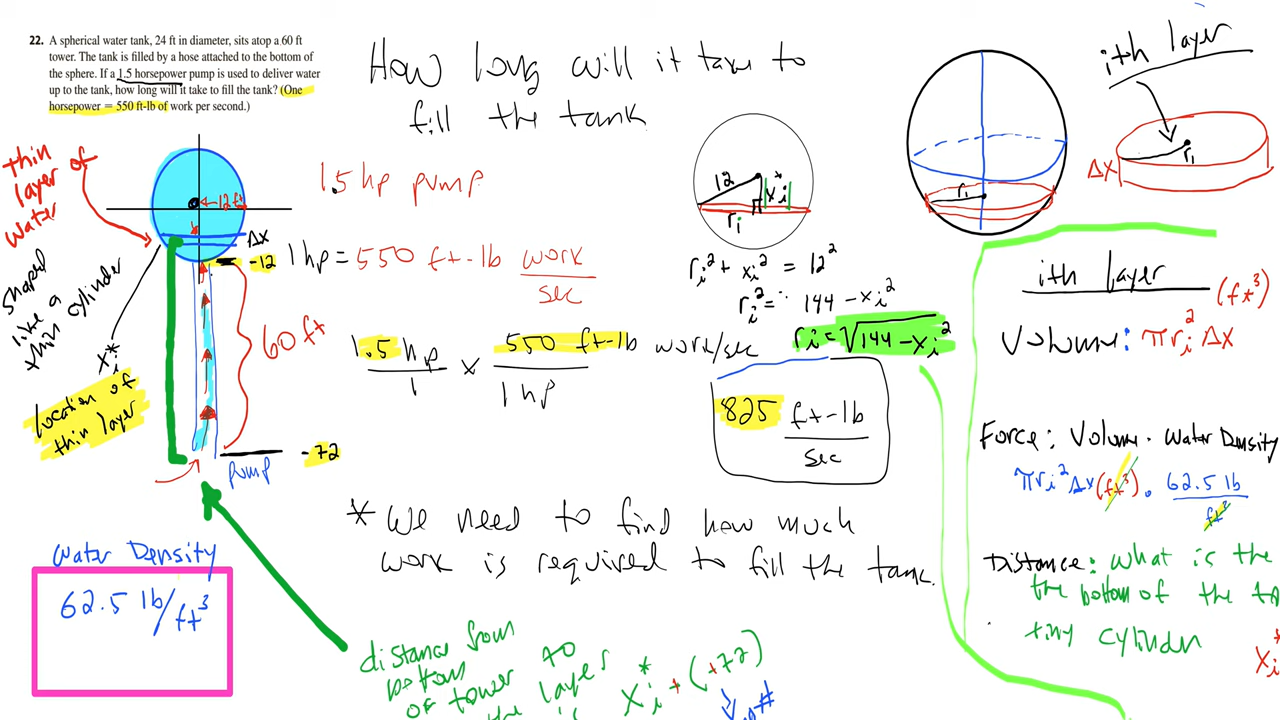 22. A spherical water tank, 24 ft in diameter, sits atop a 60 ft
tower. The tank is filled by a hose attached to the bottom of
the sphere. If a 1.5 horsepower pump is used to deliver water
up to the tank, how long will it take to fill the tank? (One
horsepower = 550 ft-lb of work per second.)
How long will it take to
fill the tank
thin
layer of
water
shaped
like a
thin cylinder
12 ft
Δx
-12
60 ft
-72
pump
xᵢ*
location of
thin layer
Water Density
62.5 lb/ft³
1.5 hp pump
1 hp = 550 ft-lb work/sec
1.5 hp/1 × 550 ft-lb/1 hp work/sec
825 ft-lb/sec
* We need to find how much
work is required to fill the tank.
distance from
bottom
of tower to
the layer
is
xᵢ* + (+72)
12
xᵢ*
rᵢ
rᵢ² + xᵢ² = 12²
rᵢ² = 144 - xᵢ²
rᵢ = √144 - xᵢ²
rᵢ
ith layer
rᵢ
Δx
ith layer
(ft³)
Volume: πrᵢ² Δx
Force: Volume · Water Density
πrᵢ² Δx (ft³) · 62.5 lb/ft³
Distance: what is the
the bottom of the
tiny cylinder
xᵢ*